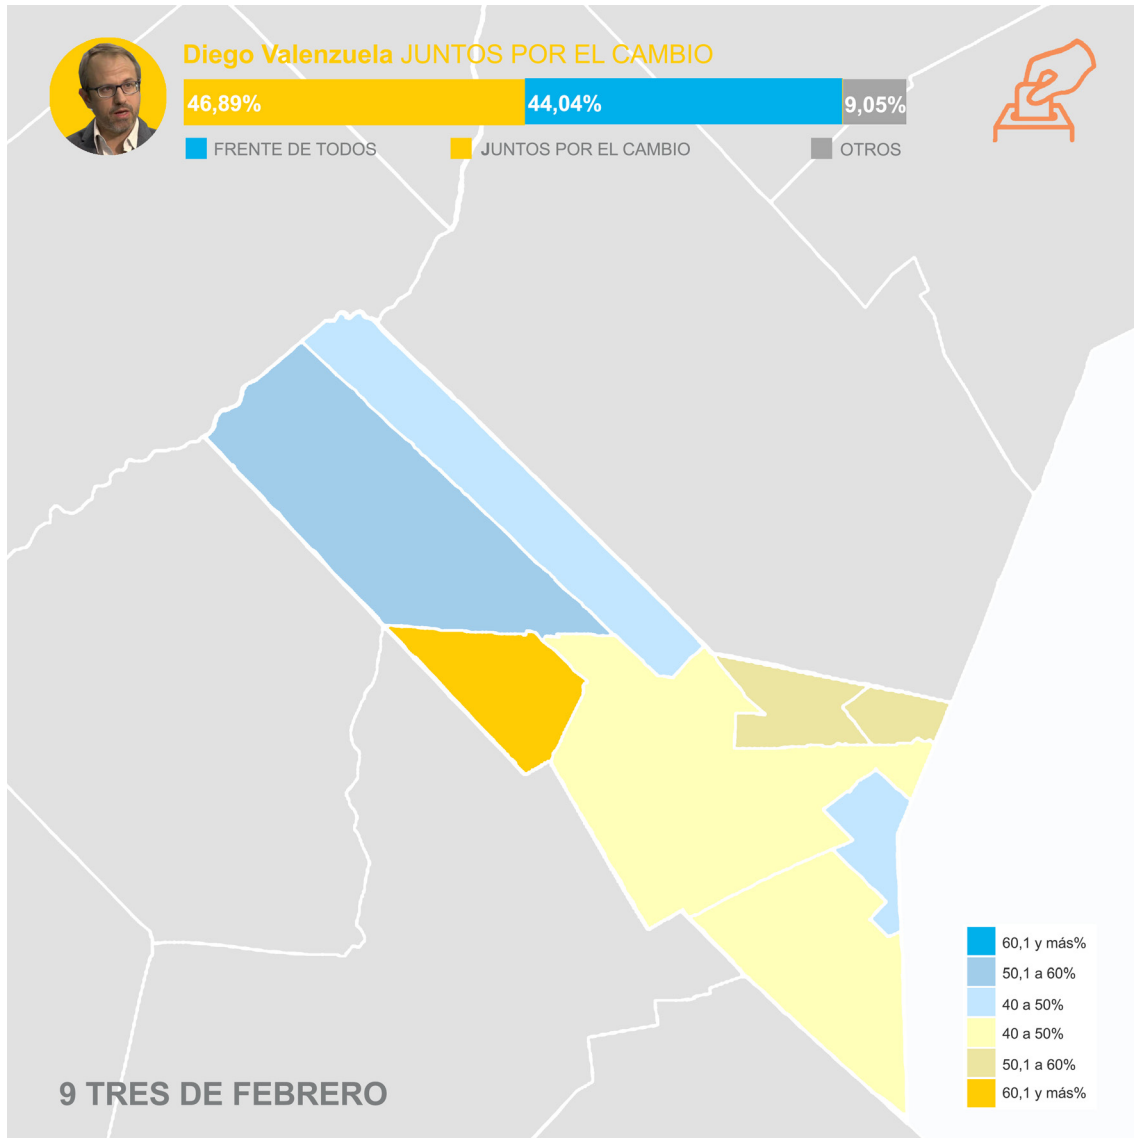 Diego Valenzuela JUNTOS POR EL CAMBIO
46,89% 44,04% 9,05%
FRENTE DE TODOS JUNTOS POR EL CAMBIO OTROS
60,1 y más%
50,1 a 60%
40 a 50%
40 a 50%
50,1 a 60%
60,1 y más%
9 TRES DE FEBRERO